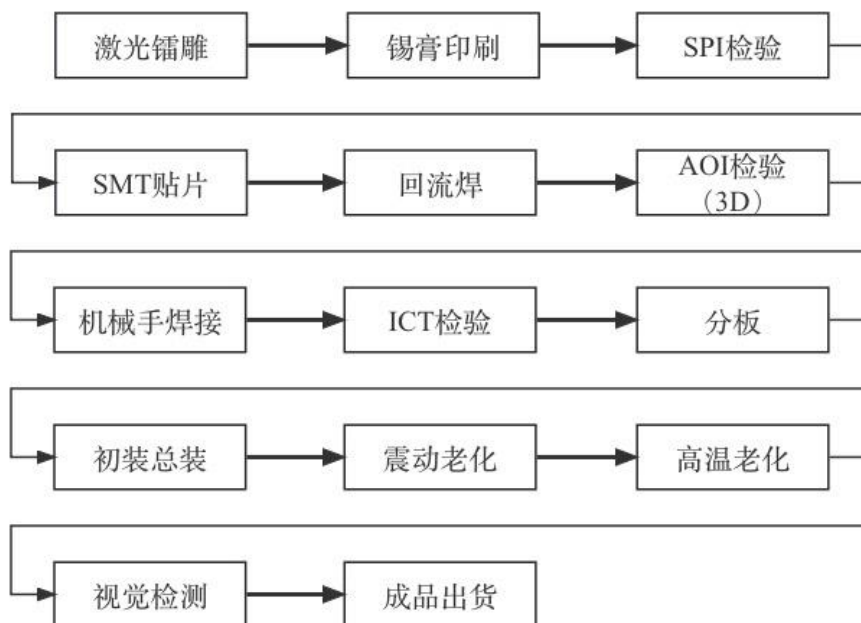 激光镭雕
锡膏印刷
SPI检验
SMT贴片
回流焊
AOI检验
（3D）
机械手焊接
ICT检验
分板
初装总装
震动老化
高温老化
视觉检测
成品出货